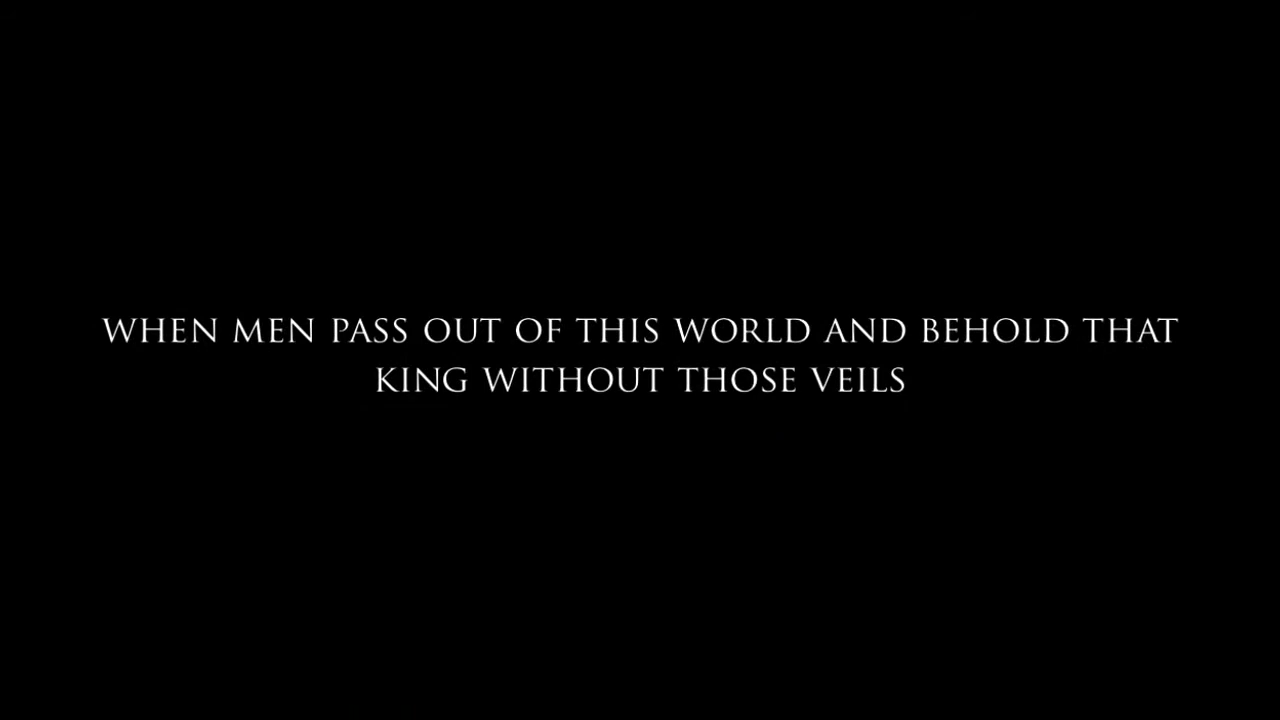 WHEN MEN PASS OUT OF THIS WORLD AND BEHOLD THAT
KING WITHOUT THOSE VEILS